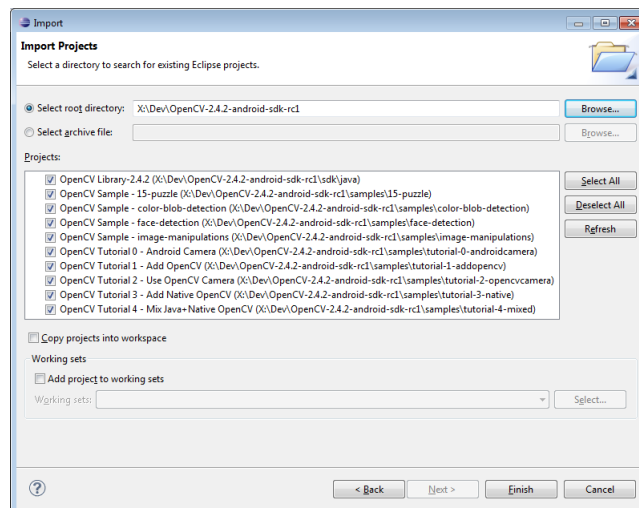 Import
Import Projects
Select a directory to search for existing Eclipse projects.
Select root directory: X:\Dev\OpenCV-2.4.2-android-sdk-rc1 Browse...
Select archive file: Browse...
Projects:
OpenCV Library-2.4.2 (X:\Dev\OpenCV-2.4.2-android-sdk-rc1\sdk\java) Select All
OpenCV Sample - 15-puzzle (X:\Dev\OpenCV-2.4.2-android-sdk-rc1\samples\15-puzzle)
OpenCV Sample - color-blob-detection (X:\Dev\OpenCV-2.4.2-android-sdk-rc1\samples\color-blob-detection) Deselect All
OpenCV Sample - face-detection (X:\Dev\OpenCV-2.4.2-android-sdk-rc1\samples\face-detection) Refresh
OpenCV Sample - image-manipulations (X:\Dev\OpenCV-2.4.2-android-sdk-rc1\samples\image-manipulations)
OpenCV Tutorial 0 - Android Camera (X:\Dev\OpenCV-2.4.2-android-sdk-rc1\samples\tutorial-0-androidcamera)
OpenCV Tutorial 1 - Add OpenCV (X:\Dev\OpenCV-2.4.2-android-sdk-rc1\samples\tutorial-1-addopencv)
OpenCV Tutorial 2 - Use OpenCV Camera (X:\Dev\OpenCV-2.4.2-android-sdk-rc1\samples\tutorial-2-opencvcamera)
OpenCV Tutorial 3 - Add Native OpenCV (X:\Dev\OpenCV-2.4.2-android-sdk-rc1\samples\tutorial-3-native)
OpenCV Tutorial 4 - Mix Java+Native OpenCV (X:\Dev\OpenCV-2.4.2-android-sdk-rc1\samples\tutorial-4-mixed)
Copy projects into workspace
Working sets
Add project to working sets
Working sets: Select...
? < Back Next > Finish Cancel